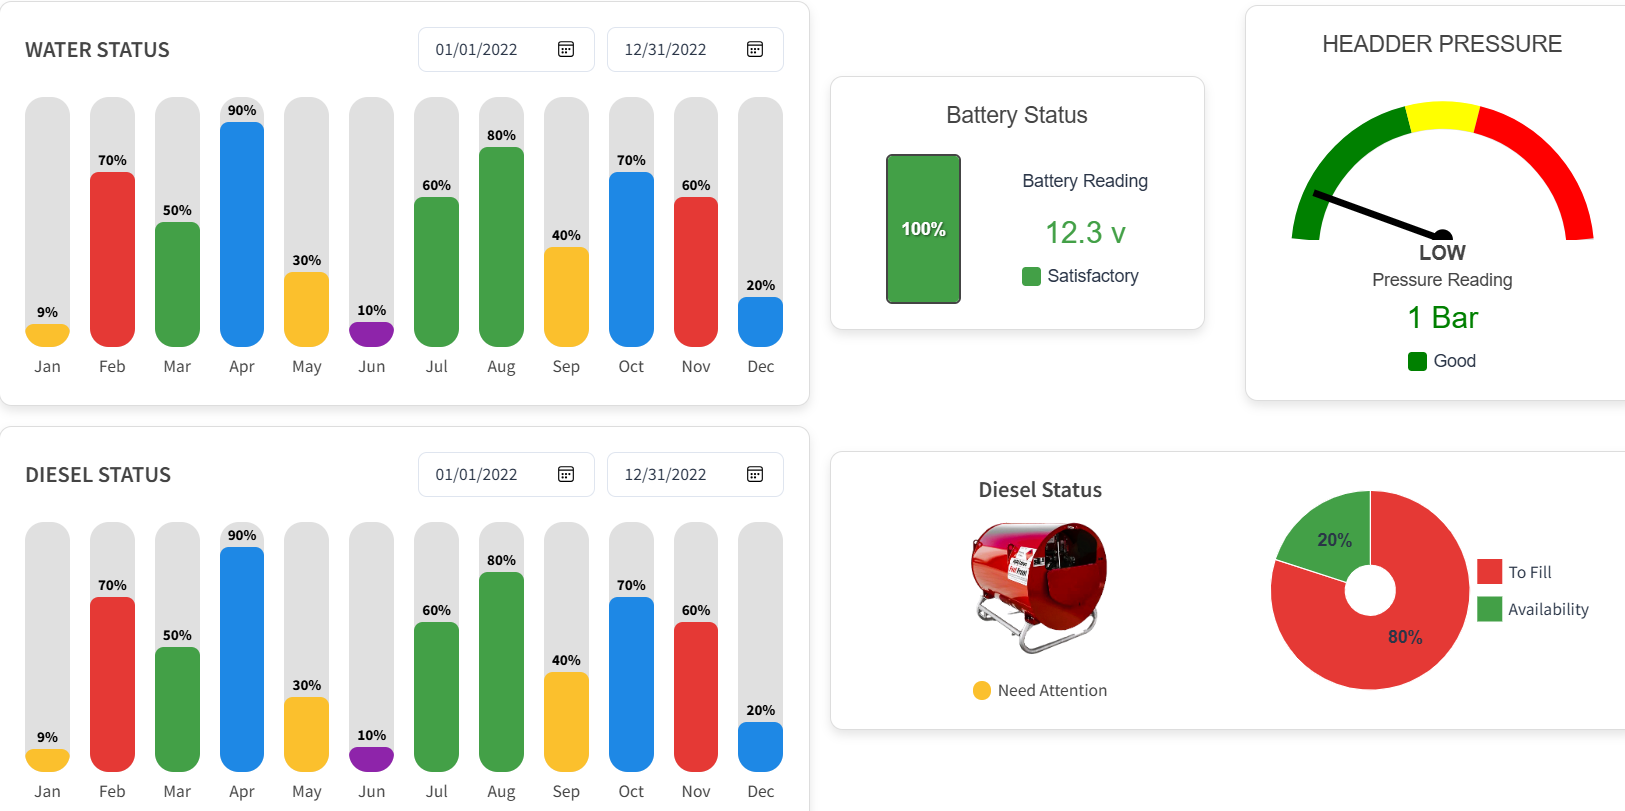 WATER STATUS
01/01/2022
12/31/2022
9%
70%
50%
90%
30%
10%
60%
80%
40%
70%
60%
20%
Jan
Feb
Mar
Apr
May
Jun
Jul
Aug
Sep
Oct
Nov
Dec
Battery Status
100%
Battery Reading
12.3 v
Satisfactory
HEADDER PRESSURE
LOW
Pressure Reading
1 Bar
Good
DIESEL STATUS
01/01/2022
12/31/2022
9%
70%
50%
90%
30%
10%
60%
80%
40%
70%
60%
20%
Jan
Feb
Mar
Apr
May
Jun
Jul
Aug
Sep
Oct
Nov
Dec
Diesel Status
Need Attention
20%
80%
To Fill
Availability